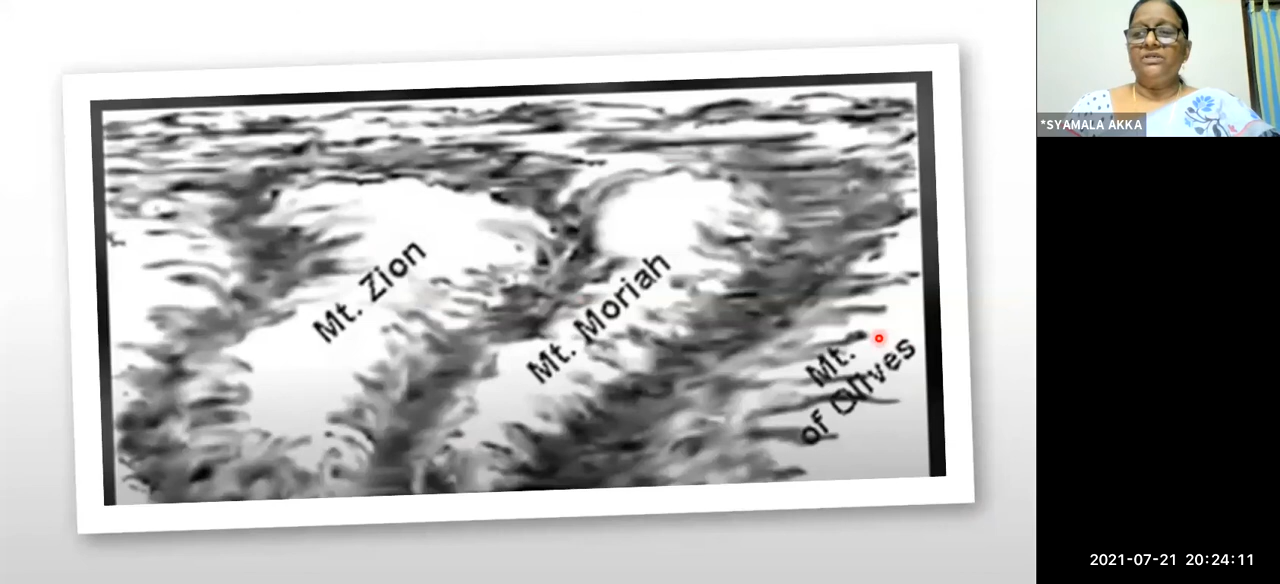 Mt. Zion
Mt. Moriah
Mt.
of Olives
*SYAMALA AKKA
2021-07-21 20:24:11